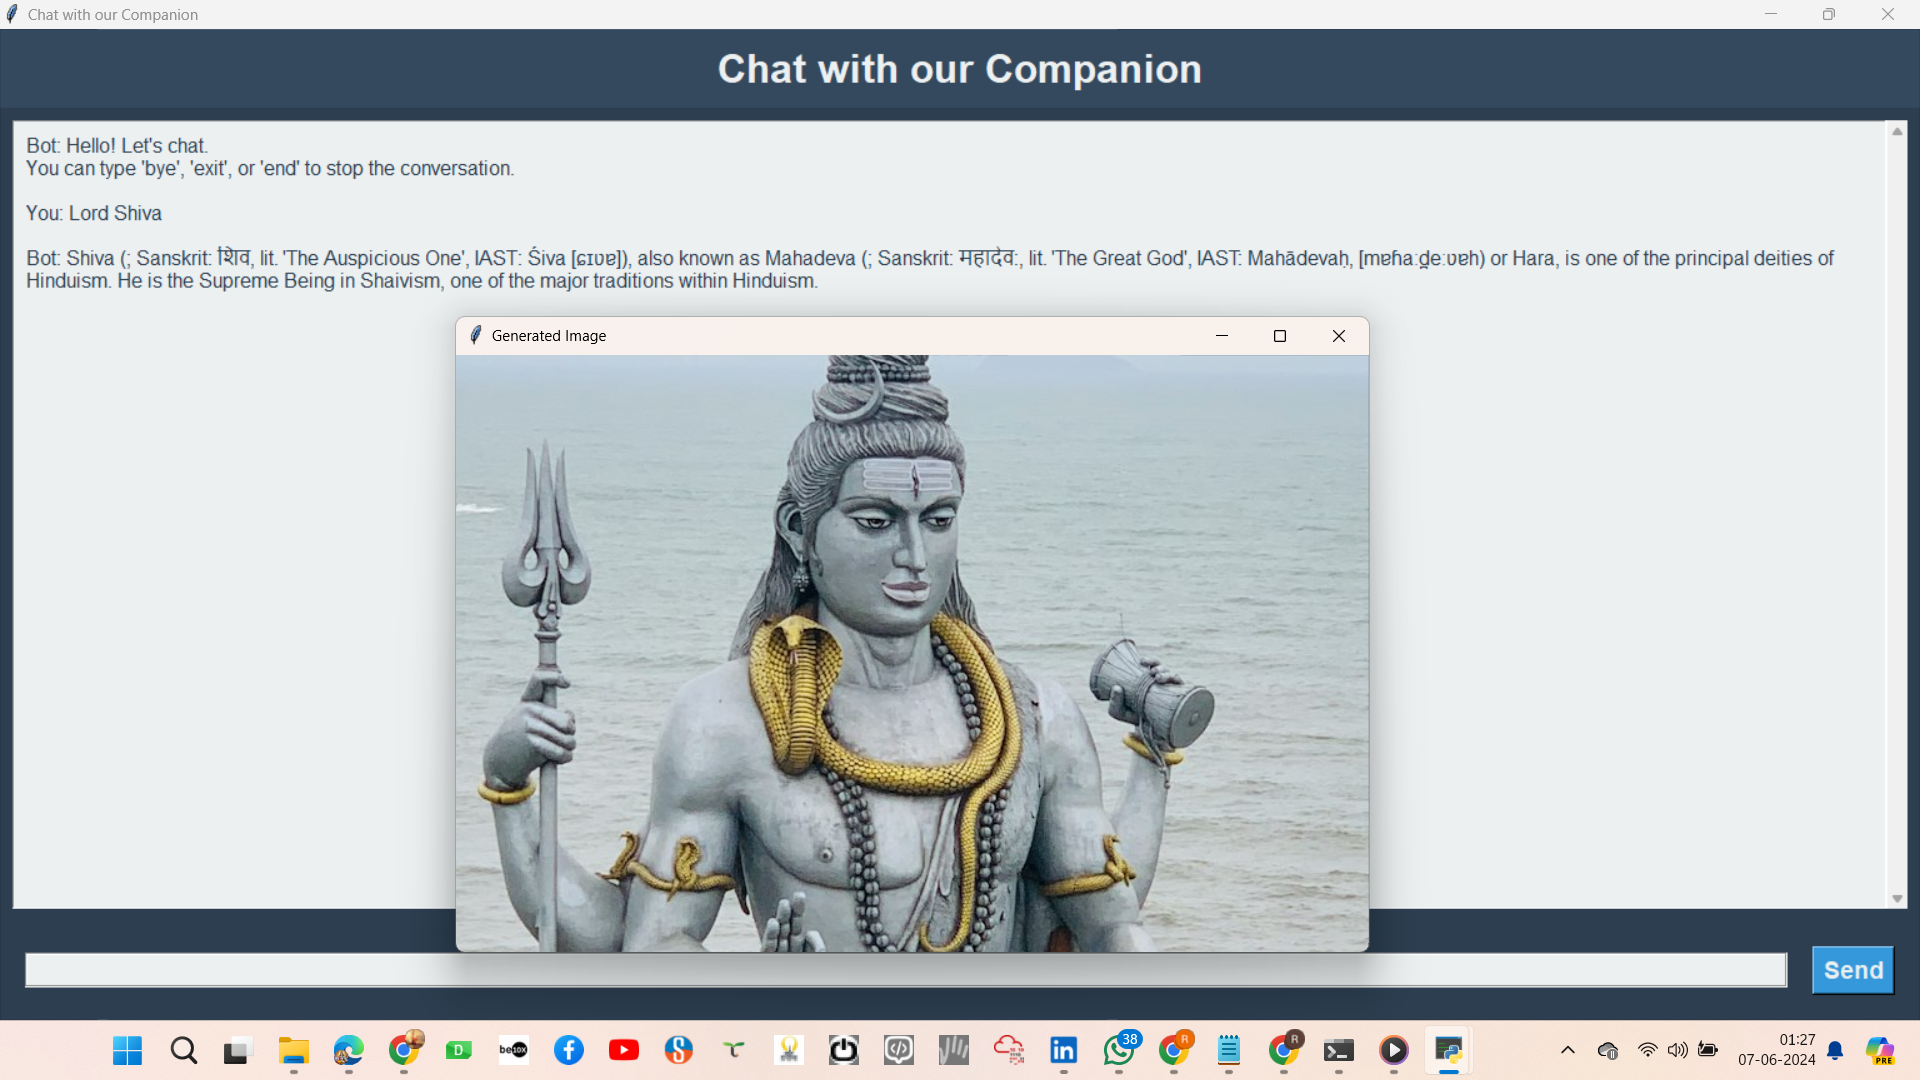 Chat with our Companion
Chat with our Companion
Bot: Hello! Let's chat.
You can type 'bye', 'exit', or 'end' to stop the conversation.
You: Lord Shiva
Bot: Shiva (; Sanskrit: शिव, lit. 'The Auspicious One', IAST: Śiva [ɕɪʋɐ]), also known as Mahadeva (; Sanskrit: महादेव:, lit. 'The Great God', IAST: Mahādevaḥ, [mɐɦaːd̪eːʋɐh) or Hara, is one of the principal deities of
Hinduism. He is the Supreme Being in Shaivism, one of the major traditions within Hinduism.
Generated Image
Send
D
be10x
38
R
R
01:27
07-06-2024
PRE